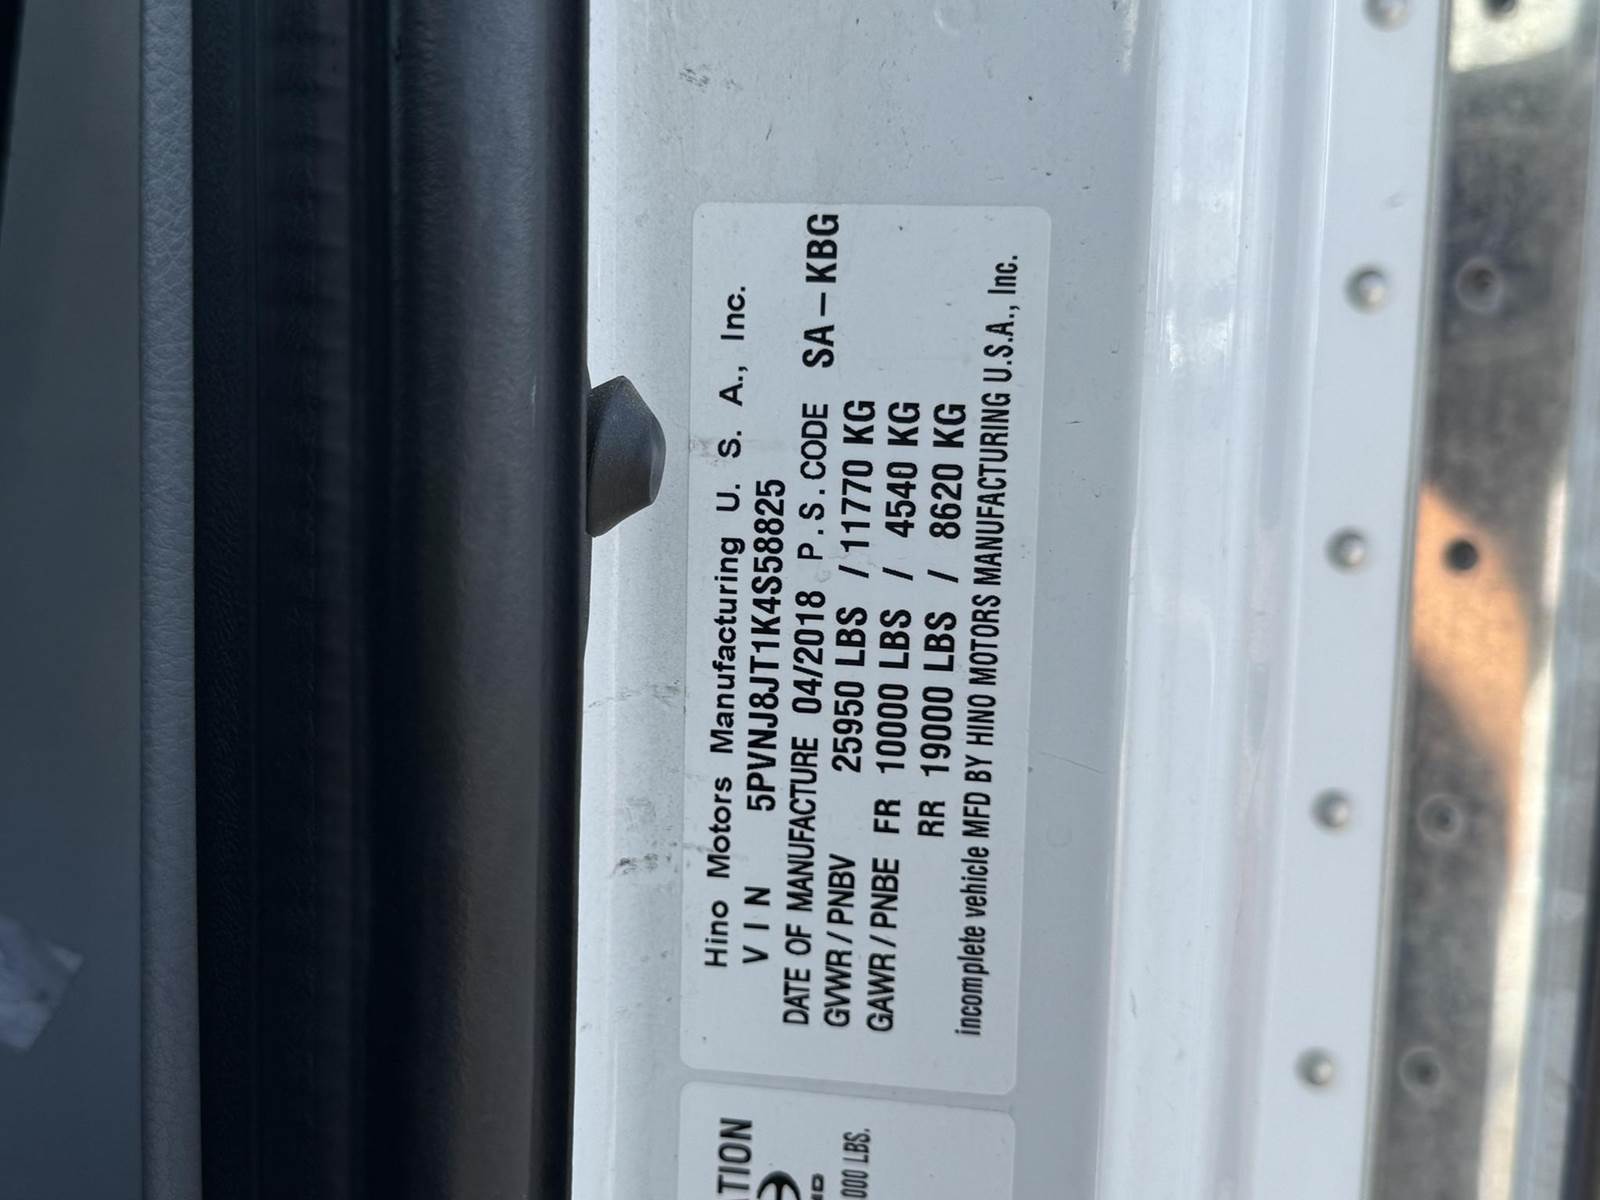 Hino Motors Manufacturing U. S. A., Inc.
VIN 5PVNJ8JT1K4S58825
DATE OF MANUFACTURE 04/2018 P.S.CODE SA-KBG
GVWR/PNBV 25950 LBS /11770 KG
GAWR/PNBE FR 10000 LBS / 4540 KG
RR 19000 LBS / 8620 KG
incomplete vehicle MFD BY HINO MOTORS MANUFACTURING U.S.A., Inc.
ATION
000 LBS.